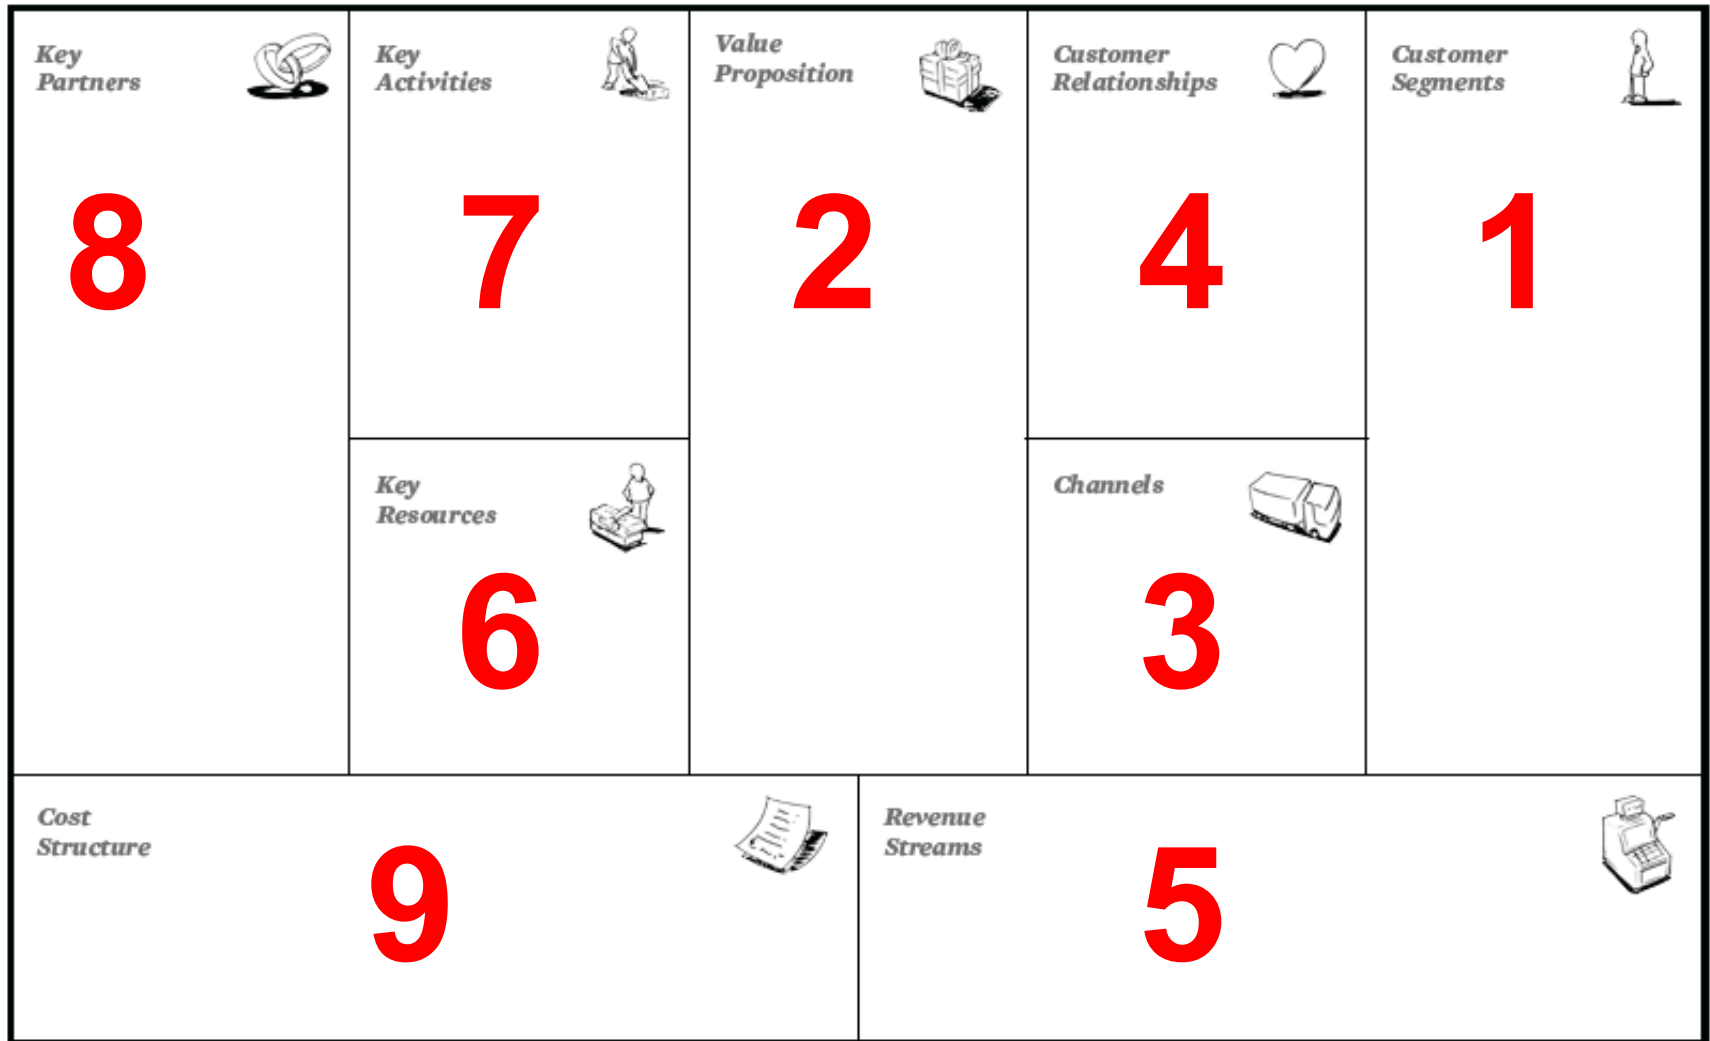 Key
Partners
8
Key
Activities
7
Key
Resources
6
Value
Proposition
2
Customer
Relationships
4
Channels
3
Customer
Segments
1
Cost
Structure
9
Revenue
Streams
5